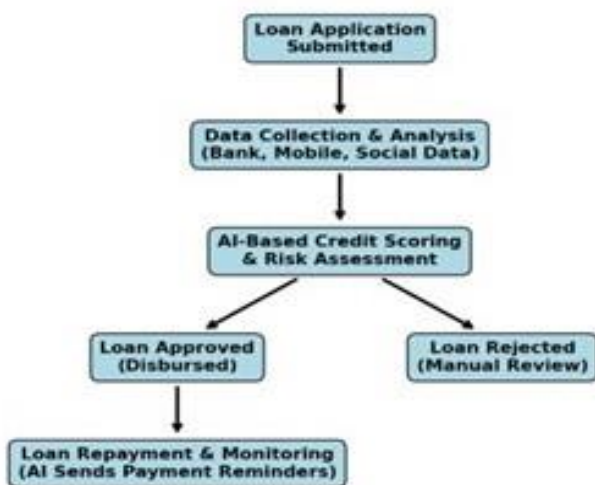 Loan Application
Submitted
Data Collection & Analysis
(Bank, Mobile, Social Data)
AI-Based Credit Scoring
& Risk Assessment
Loan Approved
(Disbursed)
Loan Rejected
(Manual Review)
Loan Repayment & Monitoring
(AI Sends Payment Reminders)